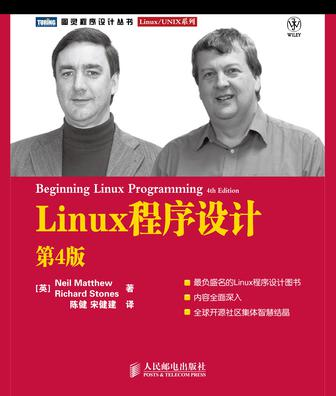 TURING 图灵程序设计丛书 Linux/UNIX系列
WILEY
Beginning Linux Programming 4th Edition
Linux程序设计
第4版
[英] Neil Matthew
Richard Stones 著
陈健 宋健建 译
最负盛名的Linux程序设计图书
内容全面深入
全球开源社区集体智慧结晶
人民邮电出版社
POSTS & TELECOM PRESS